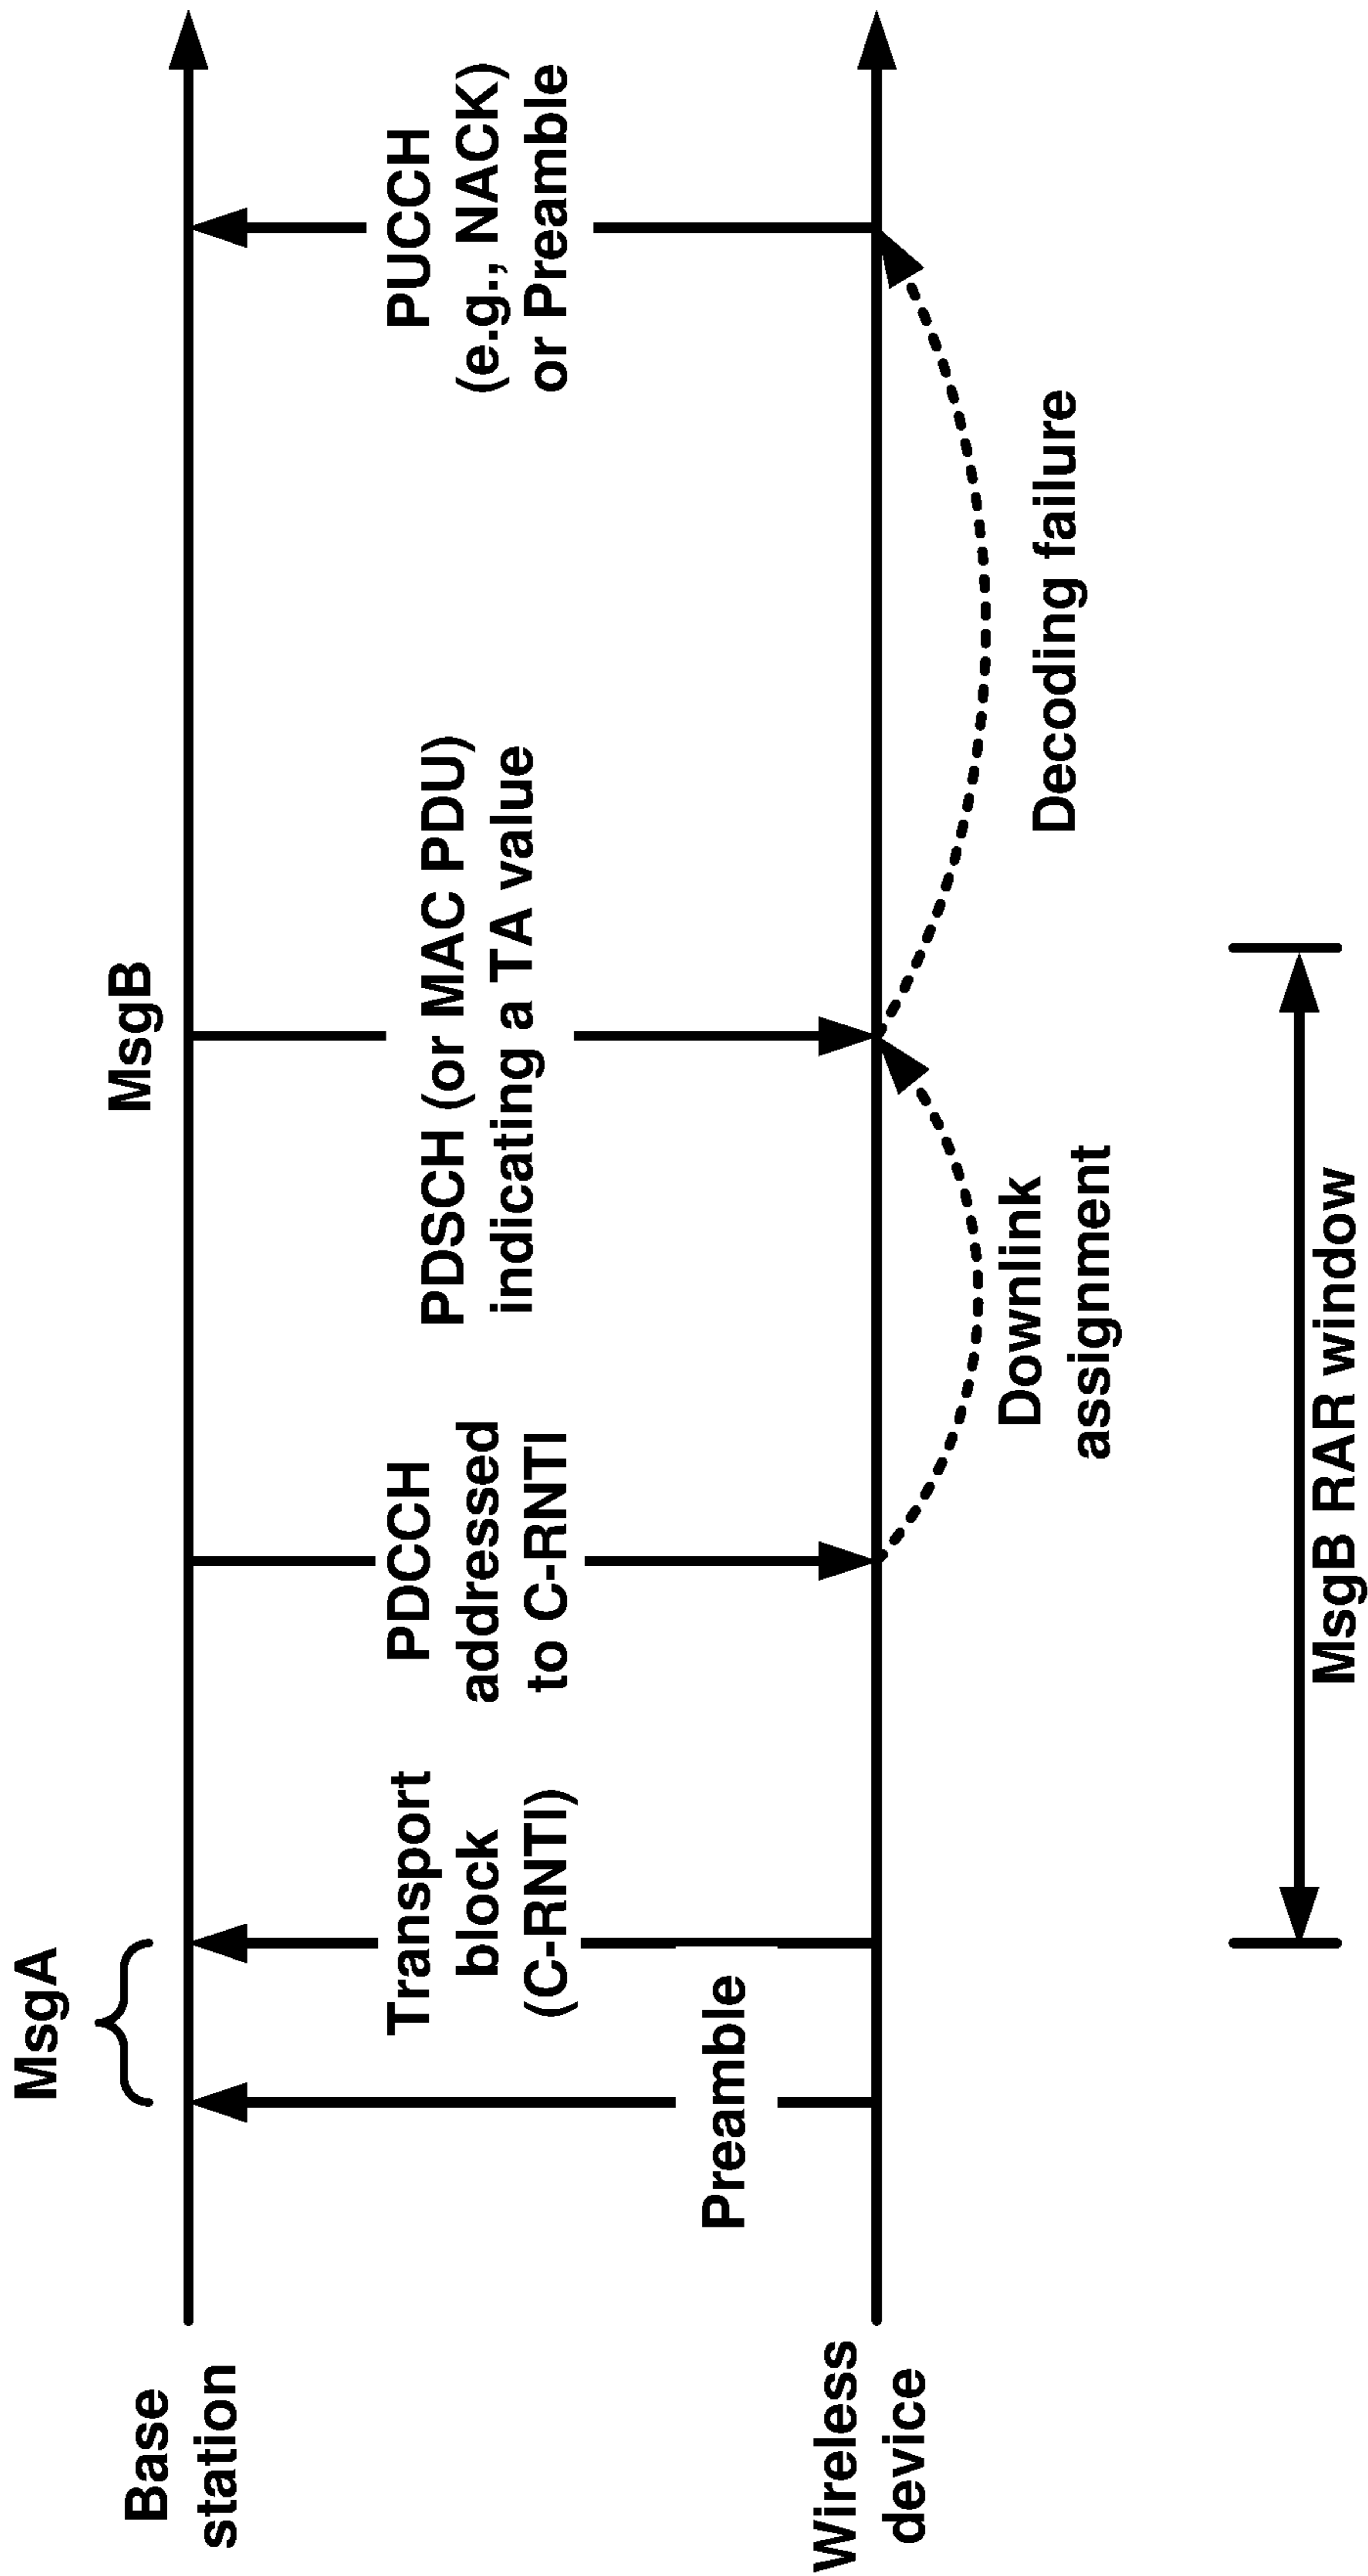 MsgA
MsgB
Base
station
Preamble
Transport
block
(C-RNTI)
PDCCH
addressed
to C-RNTI
PDSCH (or MAC PDU)
indicating a TA value
PUCCH
(e.g., NACK)
or Preamble
Wireless
device
Downlink
assignment
Decoding failure
MsgB RAR window